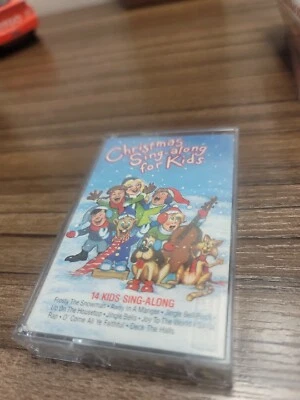 Christmas
Sing-along
for Kids
14 KIDS SING-ALONG
Frosty The Snowman • Away In A Manger • Jingle Bell Rock
Up On The Housetop • Jingle Bells • Joy To The World
Rap • O' Come All Ye Faithful • Deck The Halls